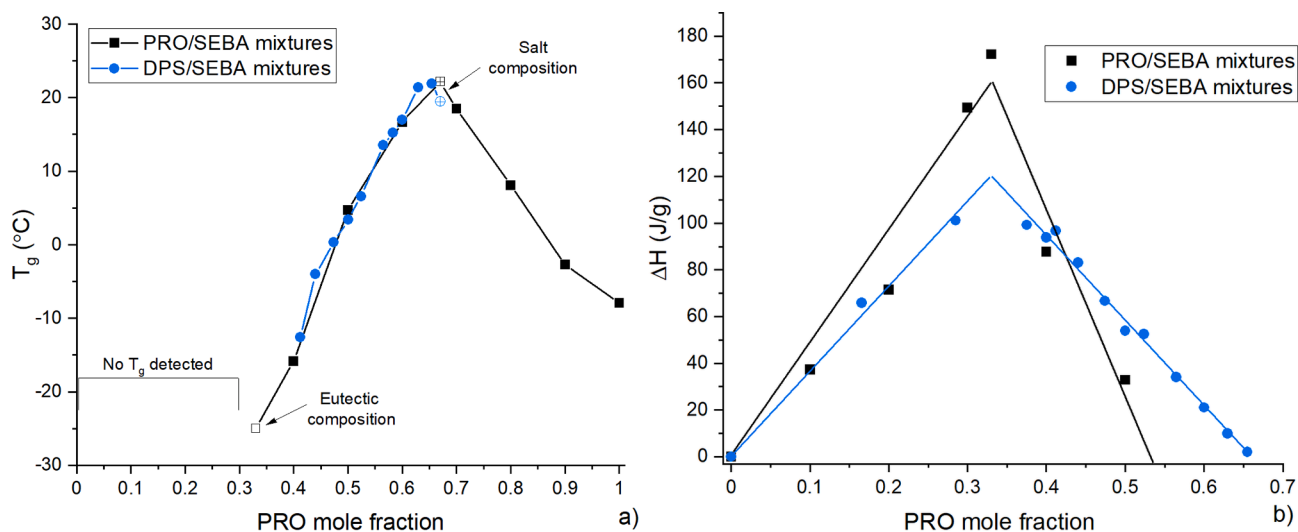 30
20
10
0
-10
-20
-30
T_g (°C)
PRO/SEBA mixtures
DPS/SEBA mixtures
Salt
composition
No T_g detected
Eutectic
composition
0
0.1
0.2
0.3
0.4
0.5
0.6
0.7
0.8
0.9
1
PRO mole fraction
a)
180
160
140
120
100
80
60
40
20
0
ΔH (J/g)
PRO/SEBA mixtures
DPS/SEBA mixtures
0
0.1
0.2
0.3
0.4
0.5
0.6
0.7
PRO mole fraction
b)